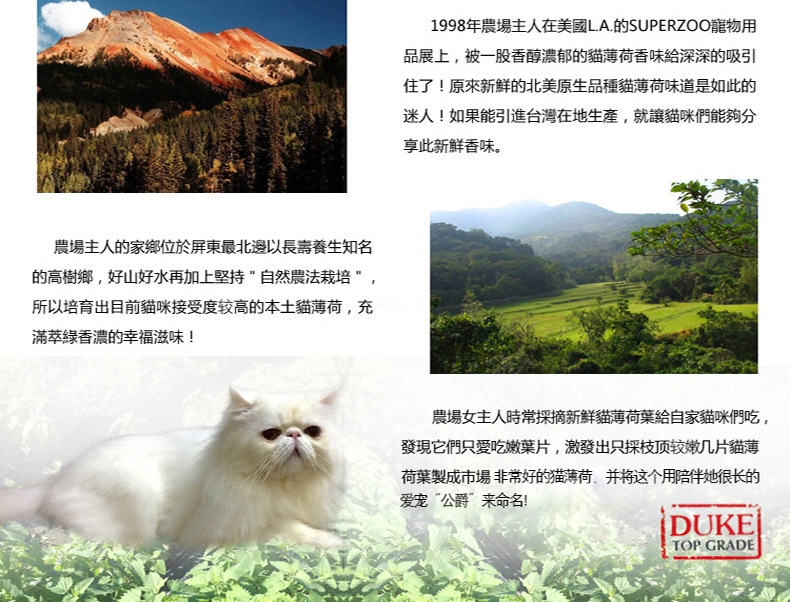 1998年農場主人在美國L.A.的SUPERZOO寵物用
品展上，被一股香醇濃郁的貓薄荷香味給深深的吸引
住了！原來新鮮的北美原生品種貓薄荷味道是如此的
迷人！如果能引進台灣在地生產，就讓貓咪們能夠分
享此新鮮香味。
農場主人的家鄉位於屏東最北邊以長壽養生知名
的高樹鄉，好山好水再加上堅持＂自然農法栽培＂，
所以培育出目前貓咪接受度较高的本土貓薄荷，充
滿萃綠香濃的幸福滋味！
農場女主人時常採摘新鮮貓薄荷葉給自家貓咪們吃，
發現它們只愛吃嫩葉片，激發出只採枝顶较嫩几片貓薄
荷葉製成市場 非常好的猫薄荷. 并将这个用陪伴她很长的
爱宠〝公爵〞来命名!
DUKE
TOP GRADE